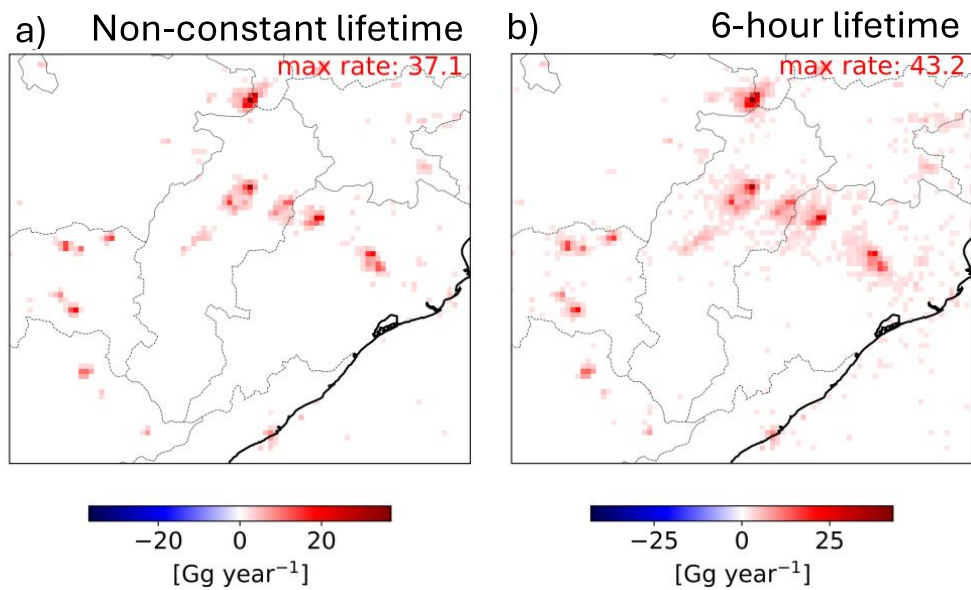 a) Non-constant lifetime
max rate: 37.1
−20 0 20
[Gg year⁻¹]
b) 6-hour lifetime
max rate: 43.2
−25 0 25
[Gg year⁻¹]